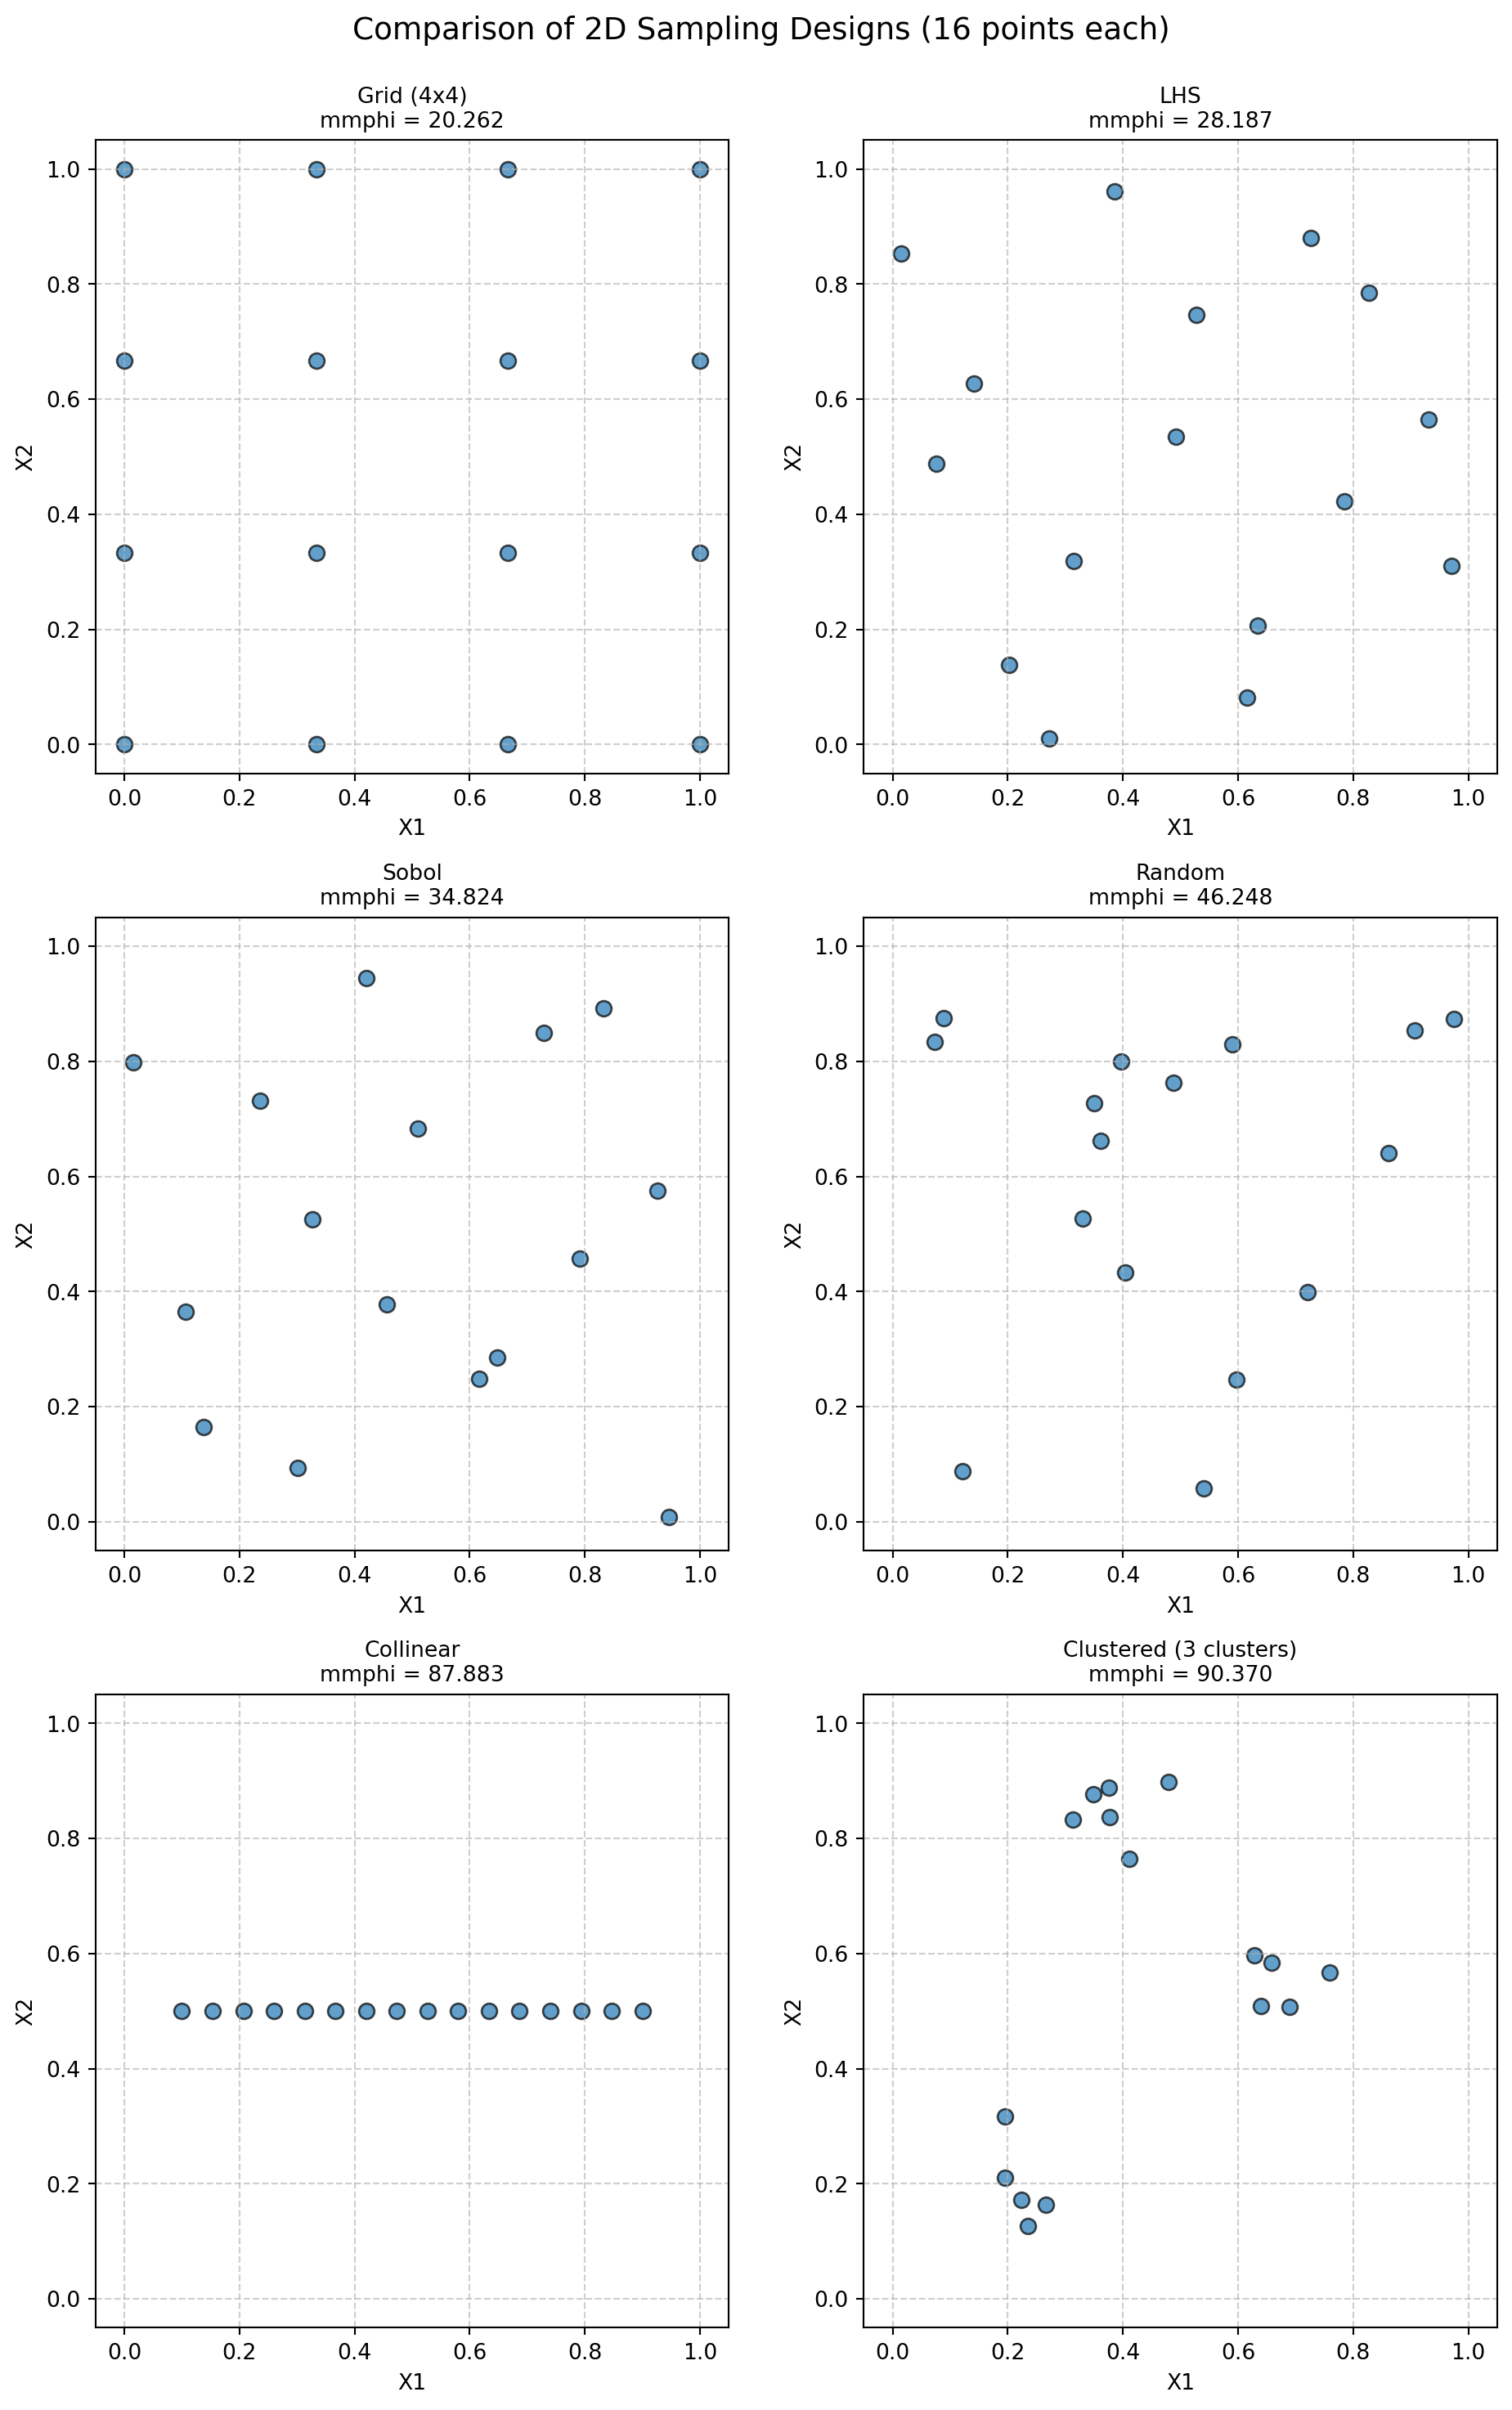 Comparison of 2D Sampling Designs (16 points each)
Grid (4x4)
mmphi = 20.262
1.0
0.8
0.6
0.4
0.2
0.0
X2
0.0 0.2 0.4 0.6 0.8 1.0
X1
LHS
mmphi = 28.187
1.0
0.8
0.6
0.4
0.2
0.0
X2
0.0 0.2 0.4 0.6 0.8 1.0
X1
Sobol
mmphi = 34.824
1.0
0.8
0.6
0.4
0.2
0.0
X2
0.0 0.2 0.4 0.6 0.8 1.0
X1
Random
mmphi = 46.248
1.0
0.8
0.6
0.4
0.2
0.0
X2
0.0 0.2 0.4 0.6 0.8 1.0
X1
Collinear
mmphi = 87.883
1.0
0.8
0.6
0.4
0.2
0.0
X2
0.0 0.2 0.4 0.6 0.8 1.0
X1
Clustered (3 clusters)
mmphi = 90.370
1.0
0.8
0.6
0.4
0.2
0.0
X2
0.0 0.2 0.4 0.6 0.8 1.0
X1